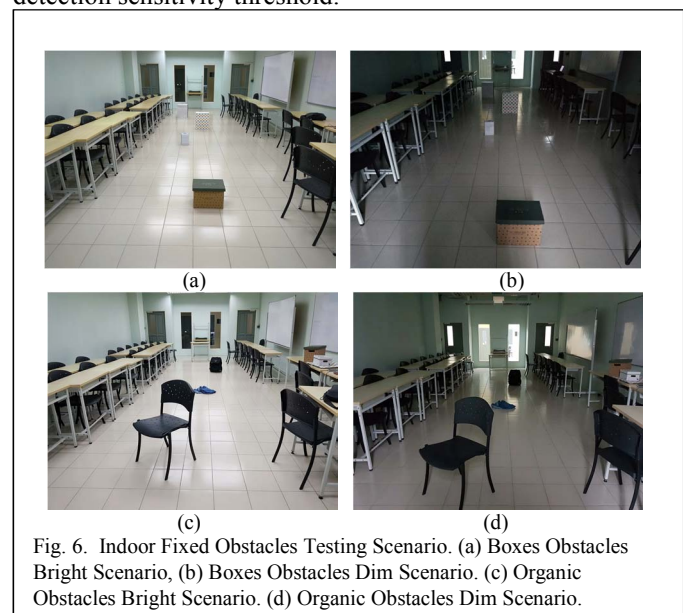 detection sensitivity threshold.
(a)
(b)
(c)
(d)
Fig. 6. Indoor Fixed Obstacles Testing Scenario. (a) Boxes Obstacles
Bright Scenario, (b) Boxes Obstacles Dim Scenario. (c) Organic
Obstacles Bright Scenario. (d) Organic Obstacles Dim Scenario.